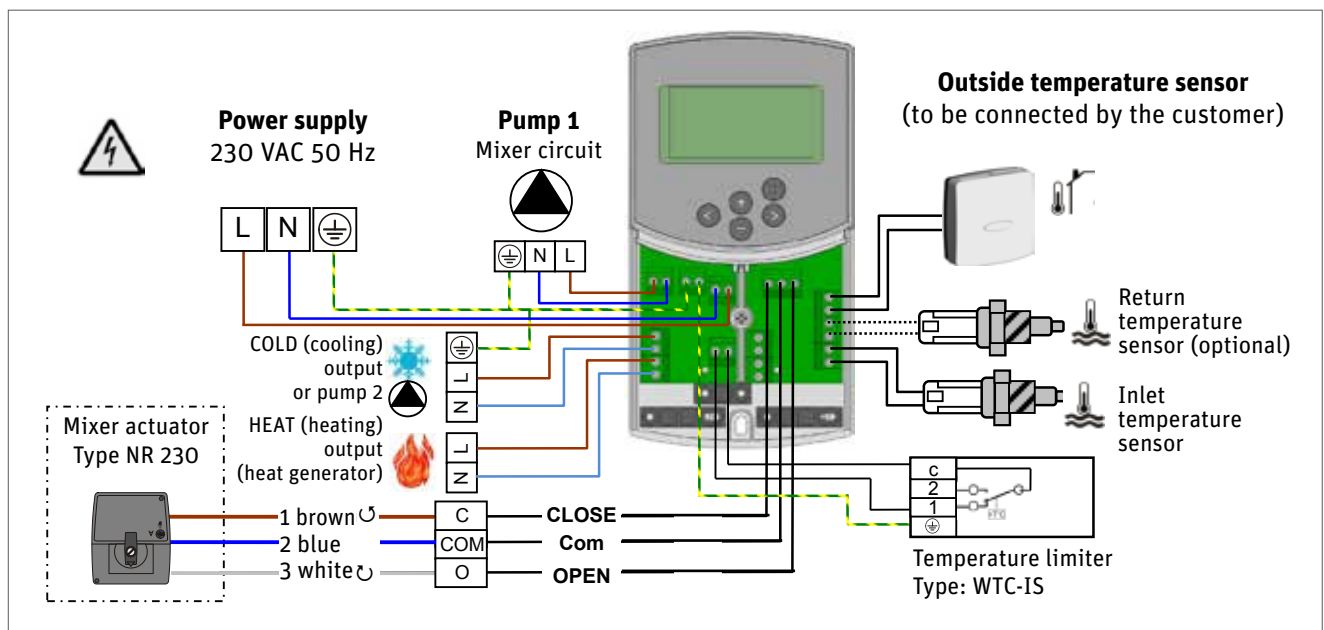 Power supply
230 VAC 50 Hz
Pump 1
Mixer circuit
Outside temperature sensor
(to be connected by the customer)
L N
N L
Return
temperature
sensor (optional)
Inlet
temperature
sensor
COLD (cooling)
output
or pump 2
L
N
HEAT (heating)
output
(heat generator)
L
N
Mixer actuator
Type NR 230
1 brown
2 blue
3 white
C
COM
O
CLOSE
Com
OPEN
c
2
1
Temperature limiter
Type: WTC-IS